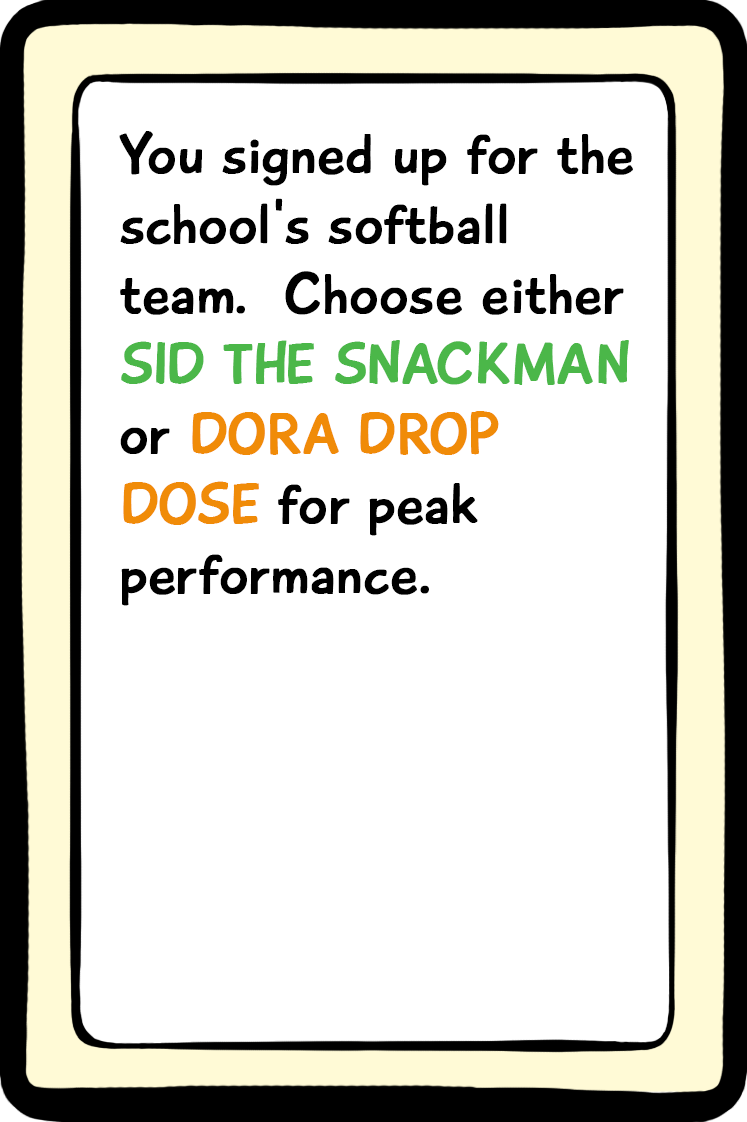 You signed up for the
school's softball
team.  Choose either
SID THE SNACKMAN
or DORA DROP
DOSE for peak
performance.